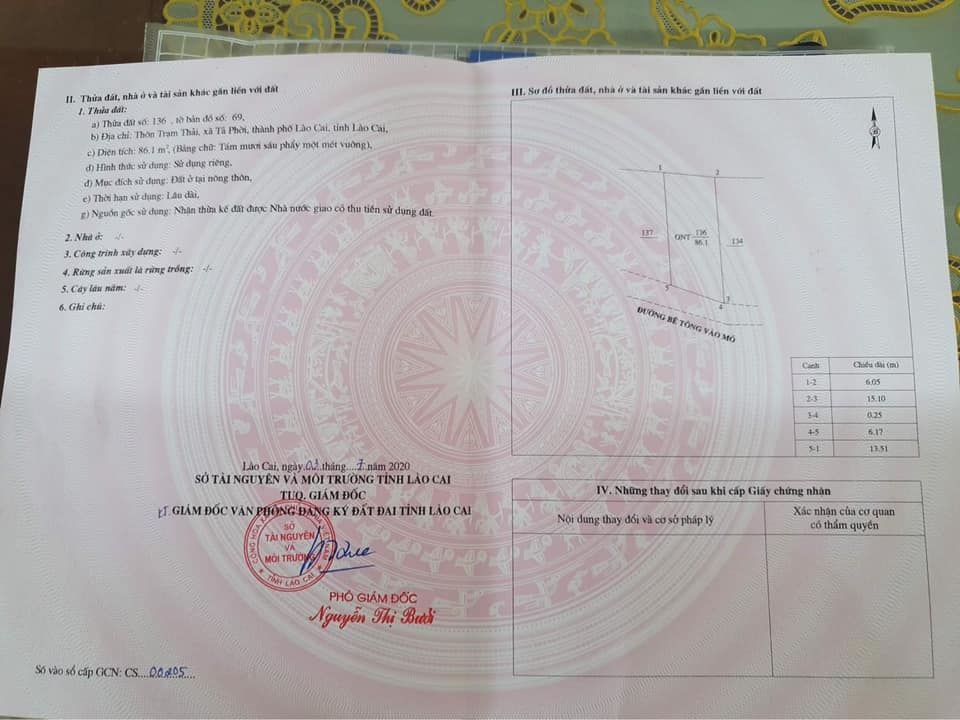 II. Thửa đất, nhà ở và tài sản khác gắn liền với đất
1. Thửa đất:
a) Thửa đất số: 136 , tờ bản đồ số: 69,
b) Địa chỉ: Thôn Trạm Thải, xã Tả Phời, thành phố Lào Cai, tỉnh Lào Cai,
c) Diện tích: 86.1 m², (Bằng chữ: Tám mươi sáu phẩy một mét vuông),
d) Hình thức sử dụng: Sử dụng riêng,
đ) Mục đích sử dụng: Đất ở tại nông thôn,
e) Thời hạn sử dụng: Lâu dài,
g) Nguồn gốc sử dụng: Nhận thừa kế đất được Nhà nước giao có thu tiền sử dụng đất.
2. Nhà ở: -/-
3. Công trình xây dựng: -/-
4. Rừng sản xuất là rừng trồng: -/-
5. Cây lâu năm: -/-
6. Ghi chú:
Lào Cai, ngày 03 tháng 7 năm 2020
SỞ TÀI NGUYÊN VÀ MÔI TRƯỜNG TỈNH LÀO CAI
TUQ. GIÁM ĐỐC
KT GIÁM ĐỐC VĂN PHÒNG ĐĂNG KÝ ĐẤT ĐAI TỈNH LÀO CAI
SỞ
TÀI NGUYÊN
VÀ
MÔI TRƯỜNG
TỈNH LÀO CAI
PHÓ GIÁM ĐỐC
Nguyễn Thị Bưởi
Số vào sổ cấp GCN: CS....00205....
III. Sơ đồ thửa đất, nhà ở và tài sản khác gắn liền với đất
1 2
137 ONT 136 134
86.1
5 3
4
ĐƯỜNG BÊ TÔNG VÀO MỎ
Cạnh Chiều dài (m)
1-2 6.05
2-3 15.10
3-4 0.25
4-5 6.17
5-1 13.51
IV. Những thay đổi sau khi cấp Giấy chứng nhận
Nội dung thay đổi và cơ sở pháp lý
Xác nhận của cơ quan
có thẩm quyền